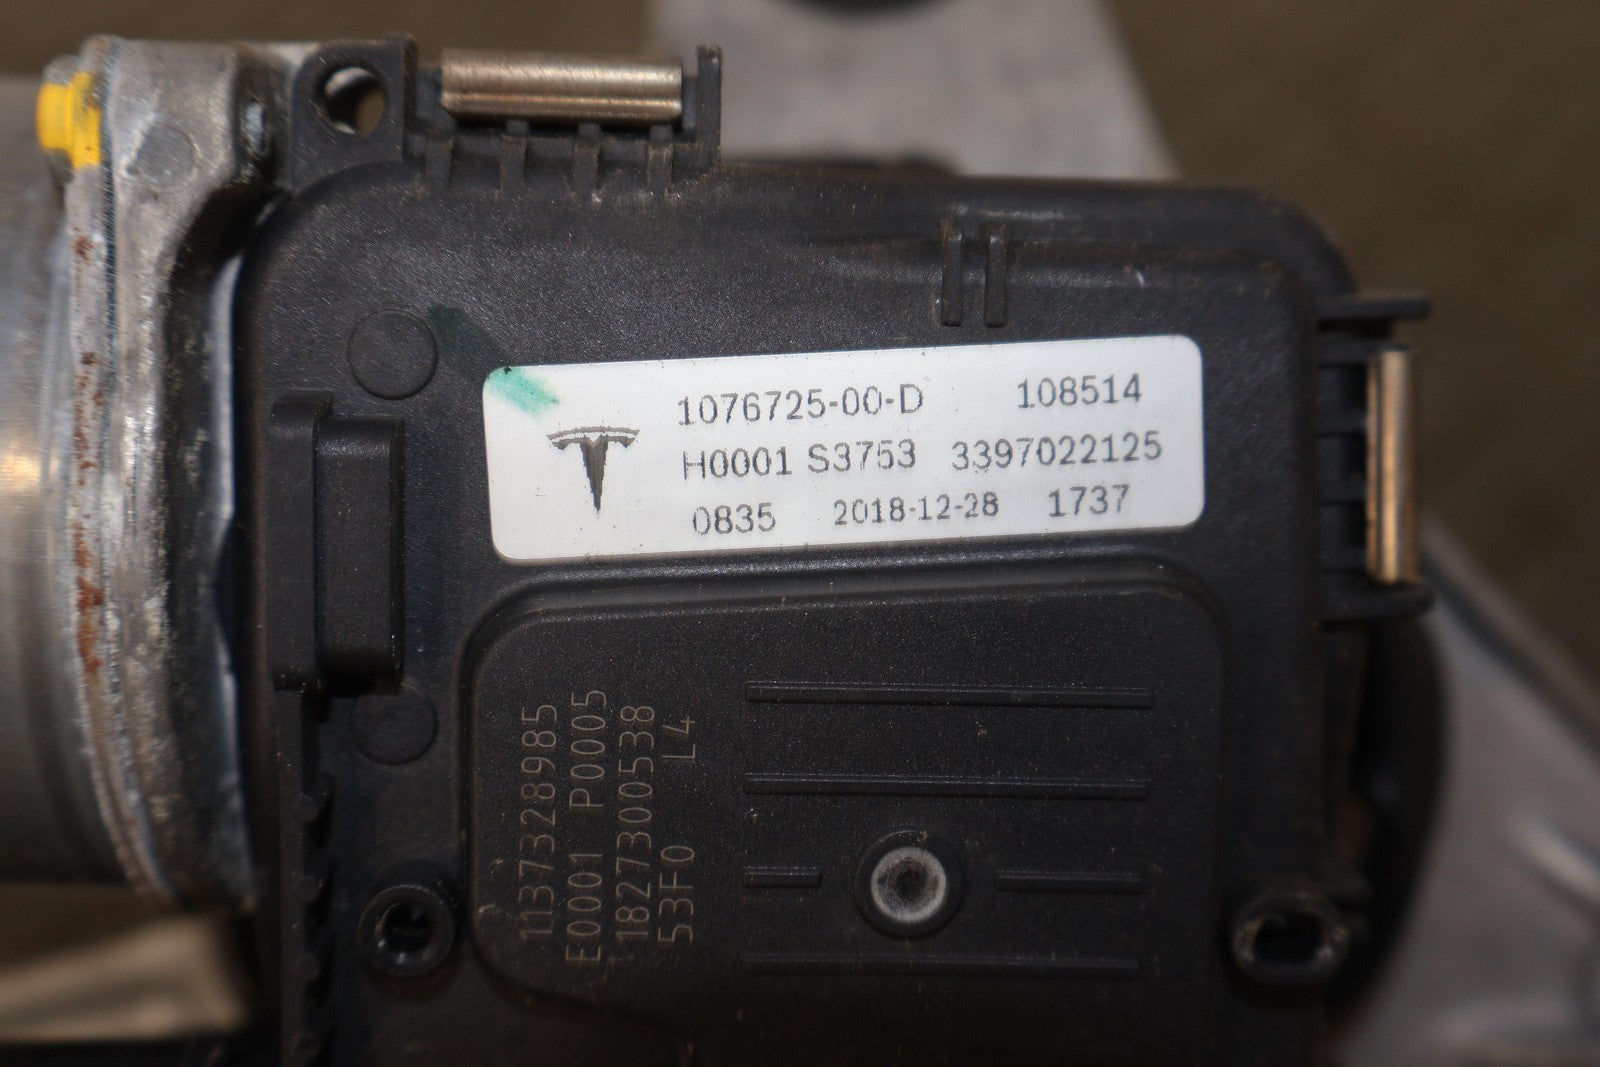 1076725-00-D 108514
H0001 S3753 3397022125
0835 2018-12-28 1737
1137328985
E0001 P0005
1827300538
53F0 L4